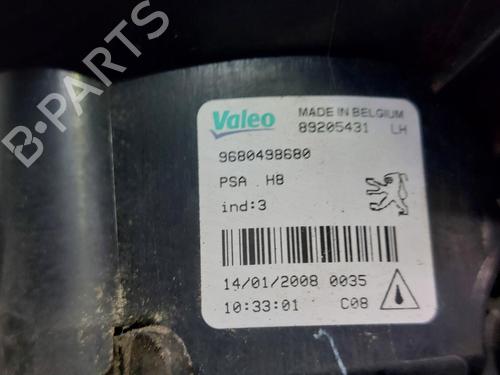 B-PARTS
Valeo
MADE IN BELGIUM
89205431 LH
9680498680
PSA . H8
ind:3
14/01/2008 0035
10:33:01 C08